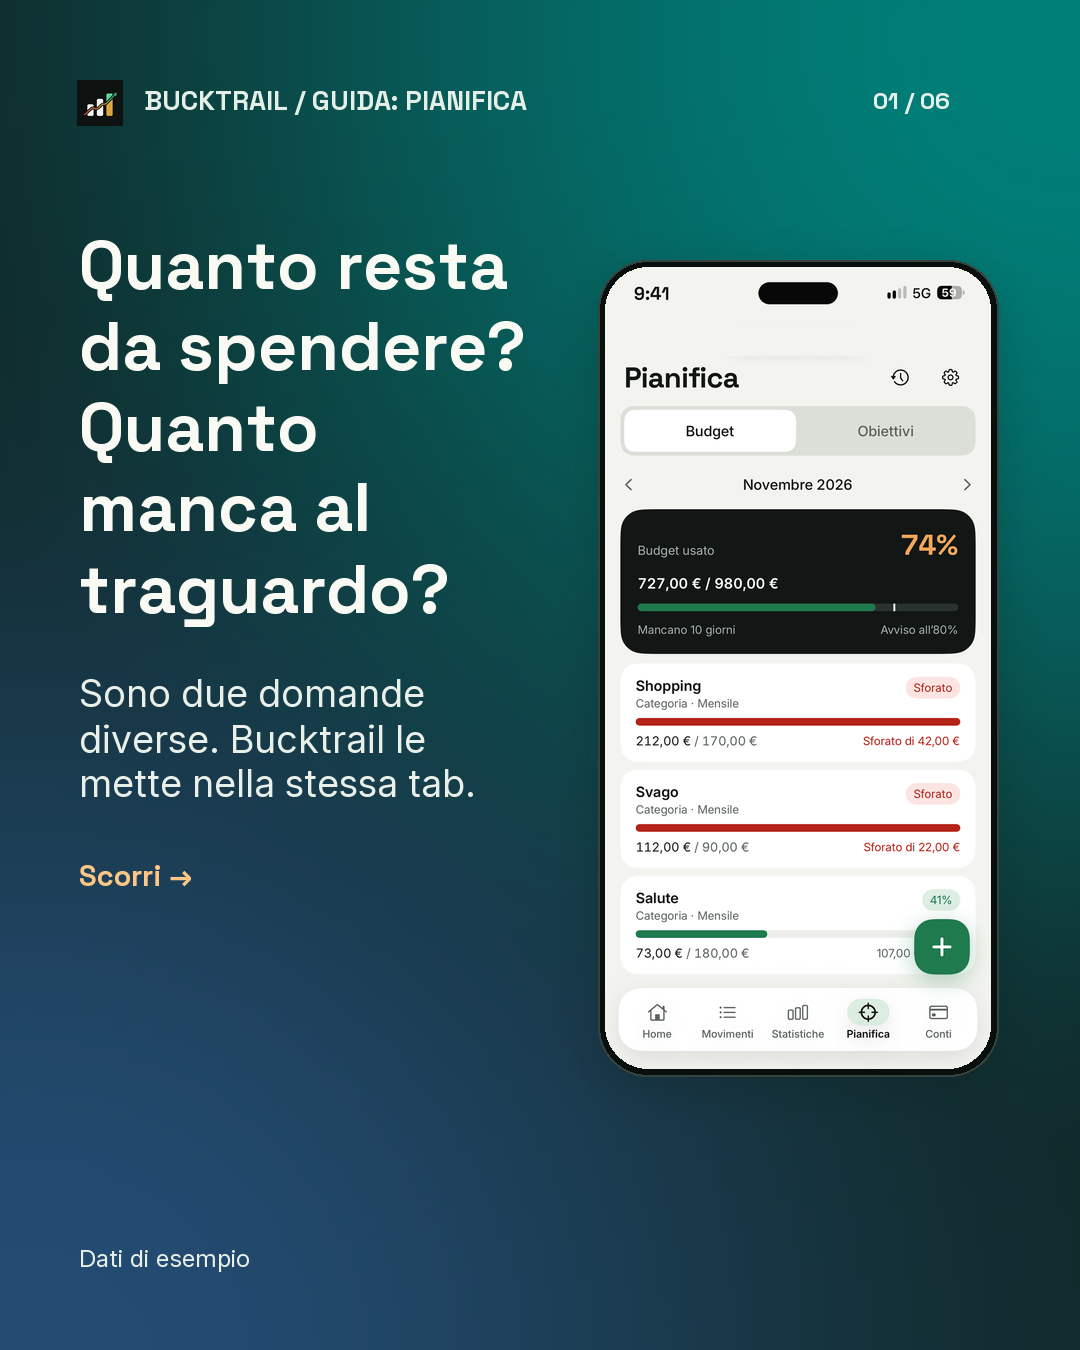 BUCKTRAIL / GUIDA: PIANIFICA
01 / 06
Quanto resta
da spendere?
Quanto
manca al
traguardo?
Sono due domande
diverse. Bucktrail le
mette nella stessa tab.
Scorri →
9:41
5G
59
Pianifica
Budget
Obiettivi
Novembre 2026
Budget usato
74%
727,00 € / 980,00 €
Mancano 10 giorni
Avviso all'80%
Shopping
Sforato
Categoria · Mensile
212,00 € / 170,00 €
Sforato di 42,00 €
Svago
Sforato
Categoria · Mensile
112,00 € / 90,00 €
Sforato di 22,00 €
Salute
41%
Categoria · Mensile
73,00 € / 180,00 €
107,00
+
Home
Movimenti
Statistiche
Pianifica
Conti
Dati di esempio